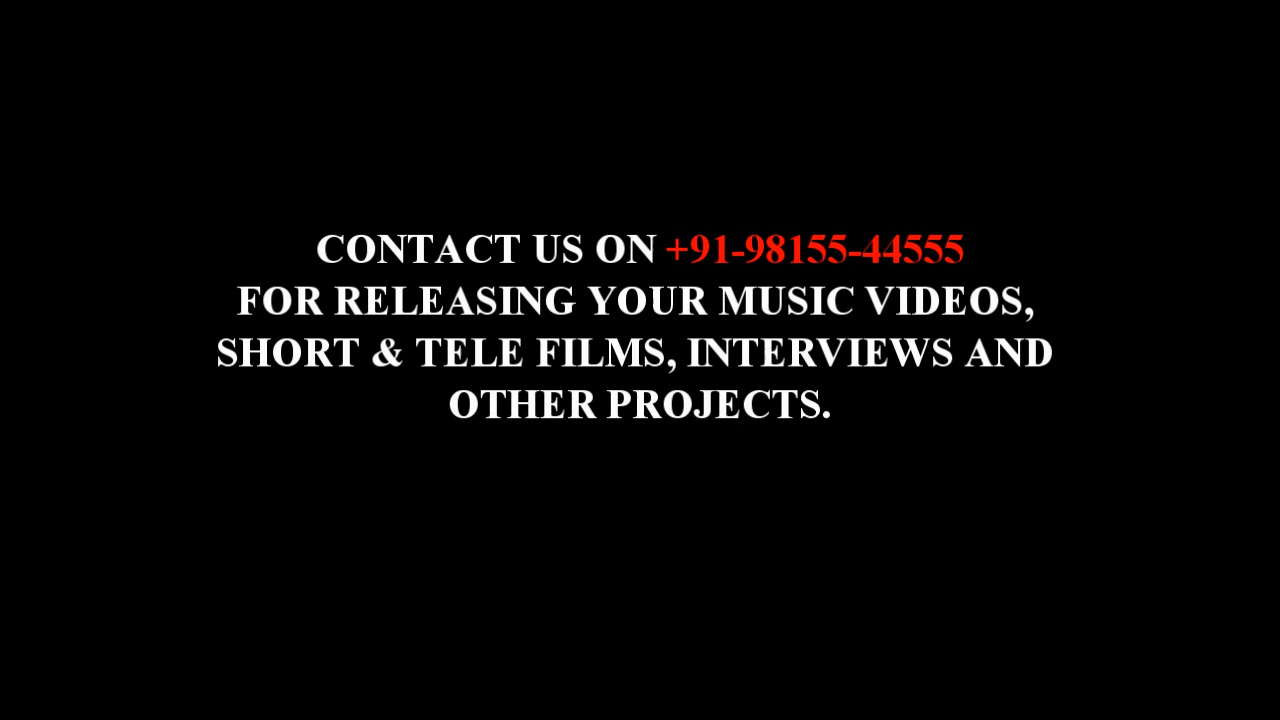 CONTACT US ON +91-98155-44555
FOR RELEASING YOUR MUSIC VIDEOS,
SHORT & TELE FILMS, INTERVIEWS AND
OTHER PROJECTS.